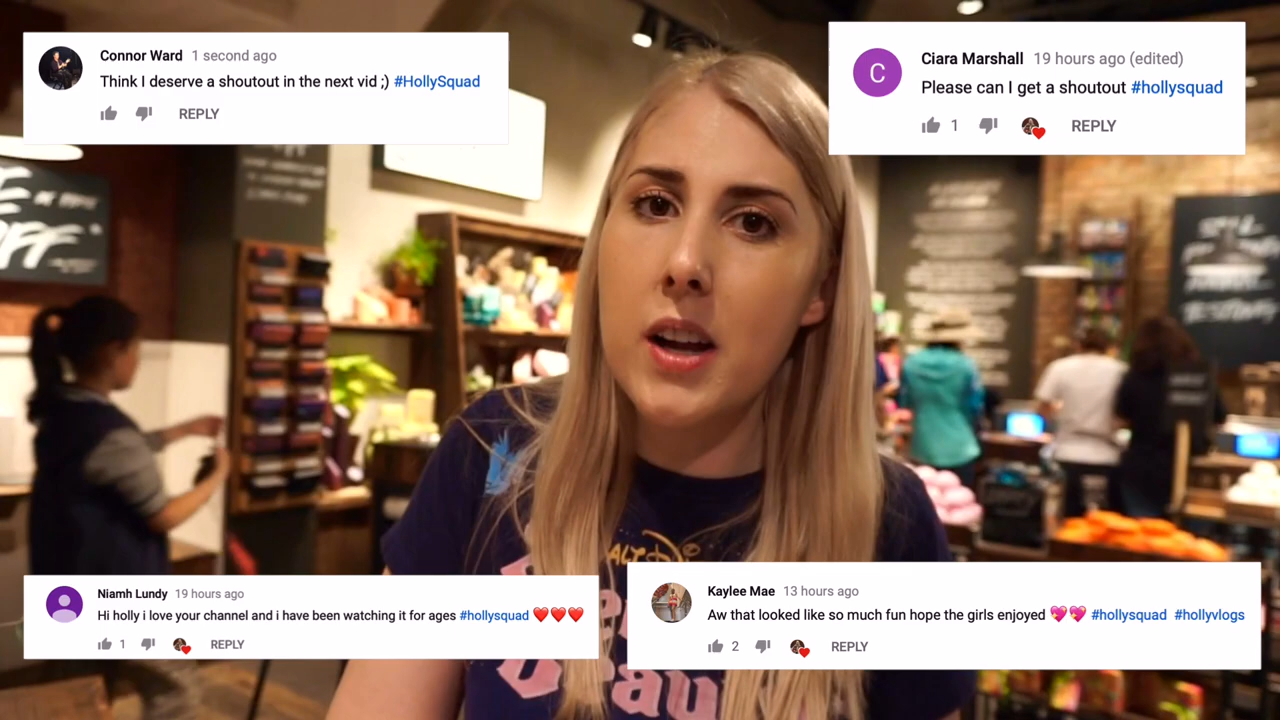 Connor Ward 1 second ago
Think I deserve a shoutout in the next vid ;) #HollySquad
REPLY
Ciara Marshall 19 hours ago (edited)
C
Please can I get a shoutout #hollysquad
1 REPLY
WALT Disney
Niamh Lundy 19 hours ago
Hi holly i love your channel and i have been watching it for ages #hollysquad ❤️❤️❤️
1 REPLY
Kaylee Mae 13 hours ago
Aw that looked like so much fun hope the girls enjoyed 💖💖 #hollysquad #hollyvlogs
2 REPLY